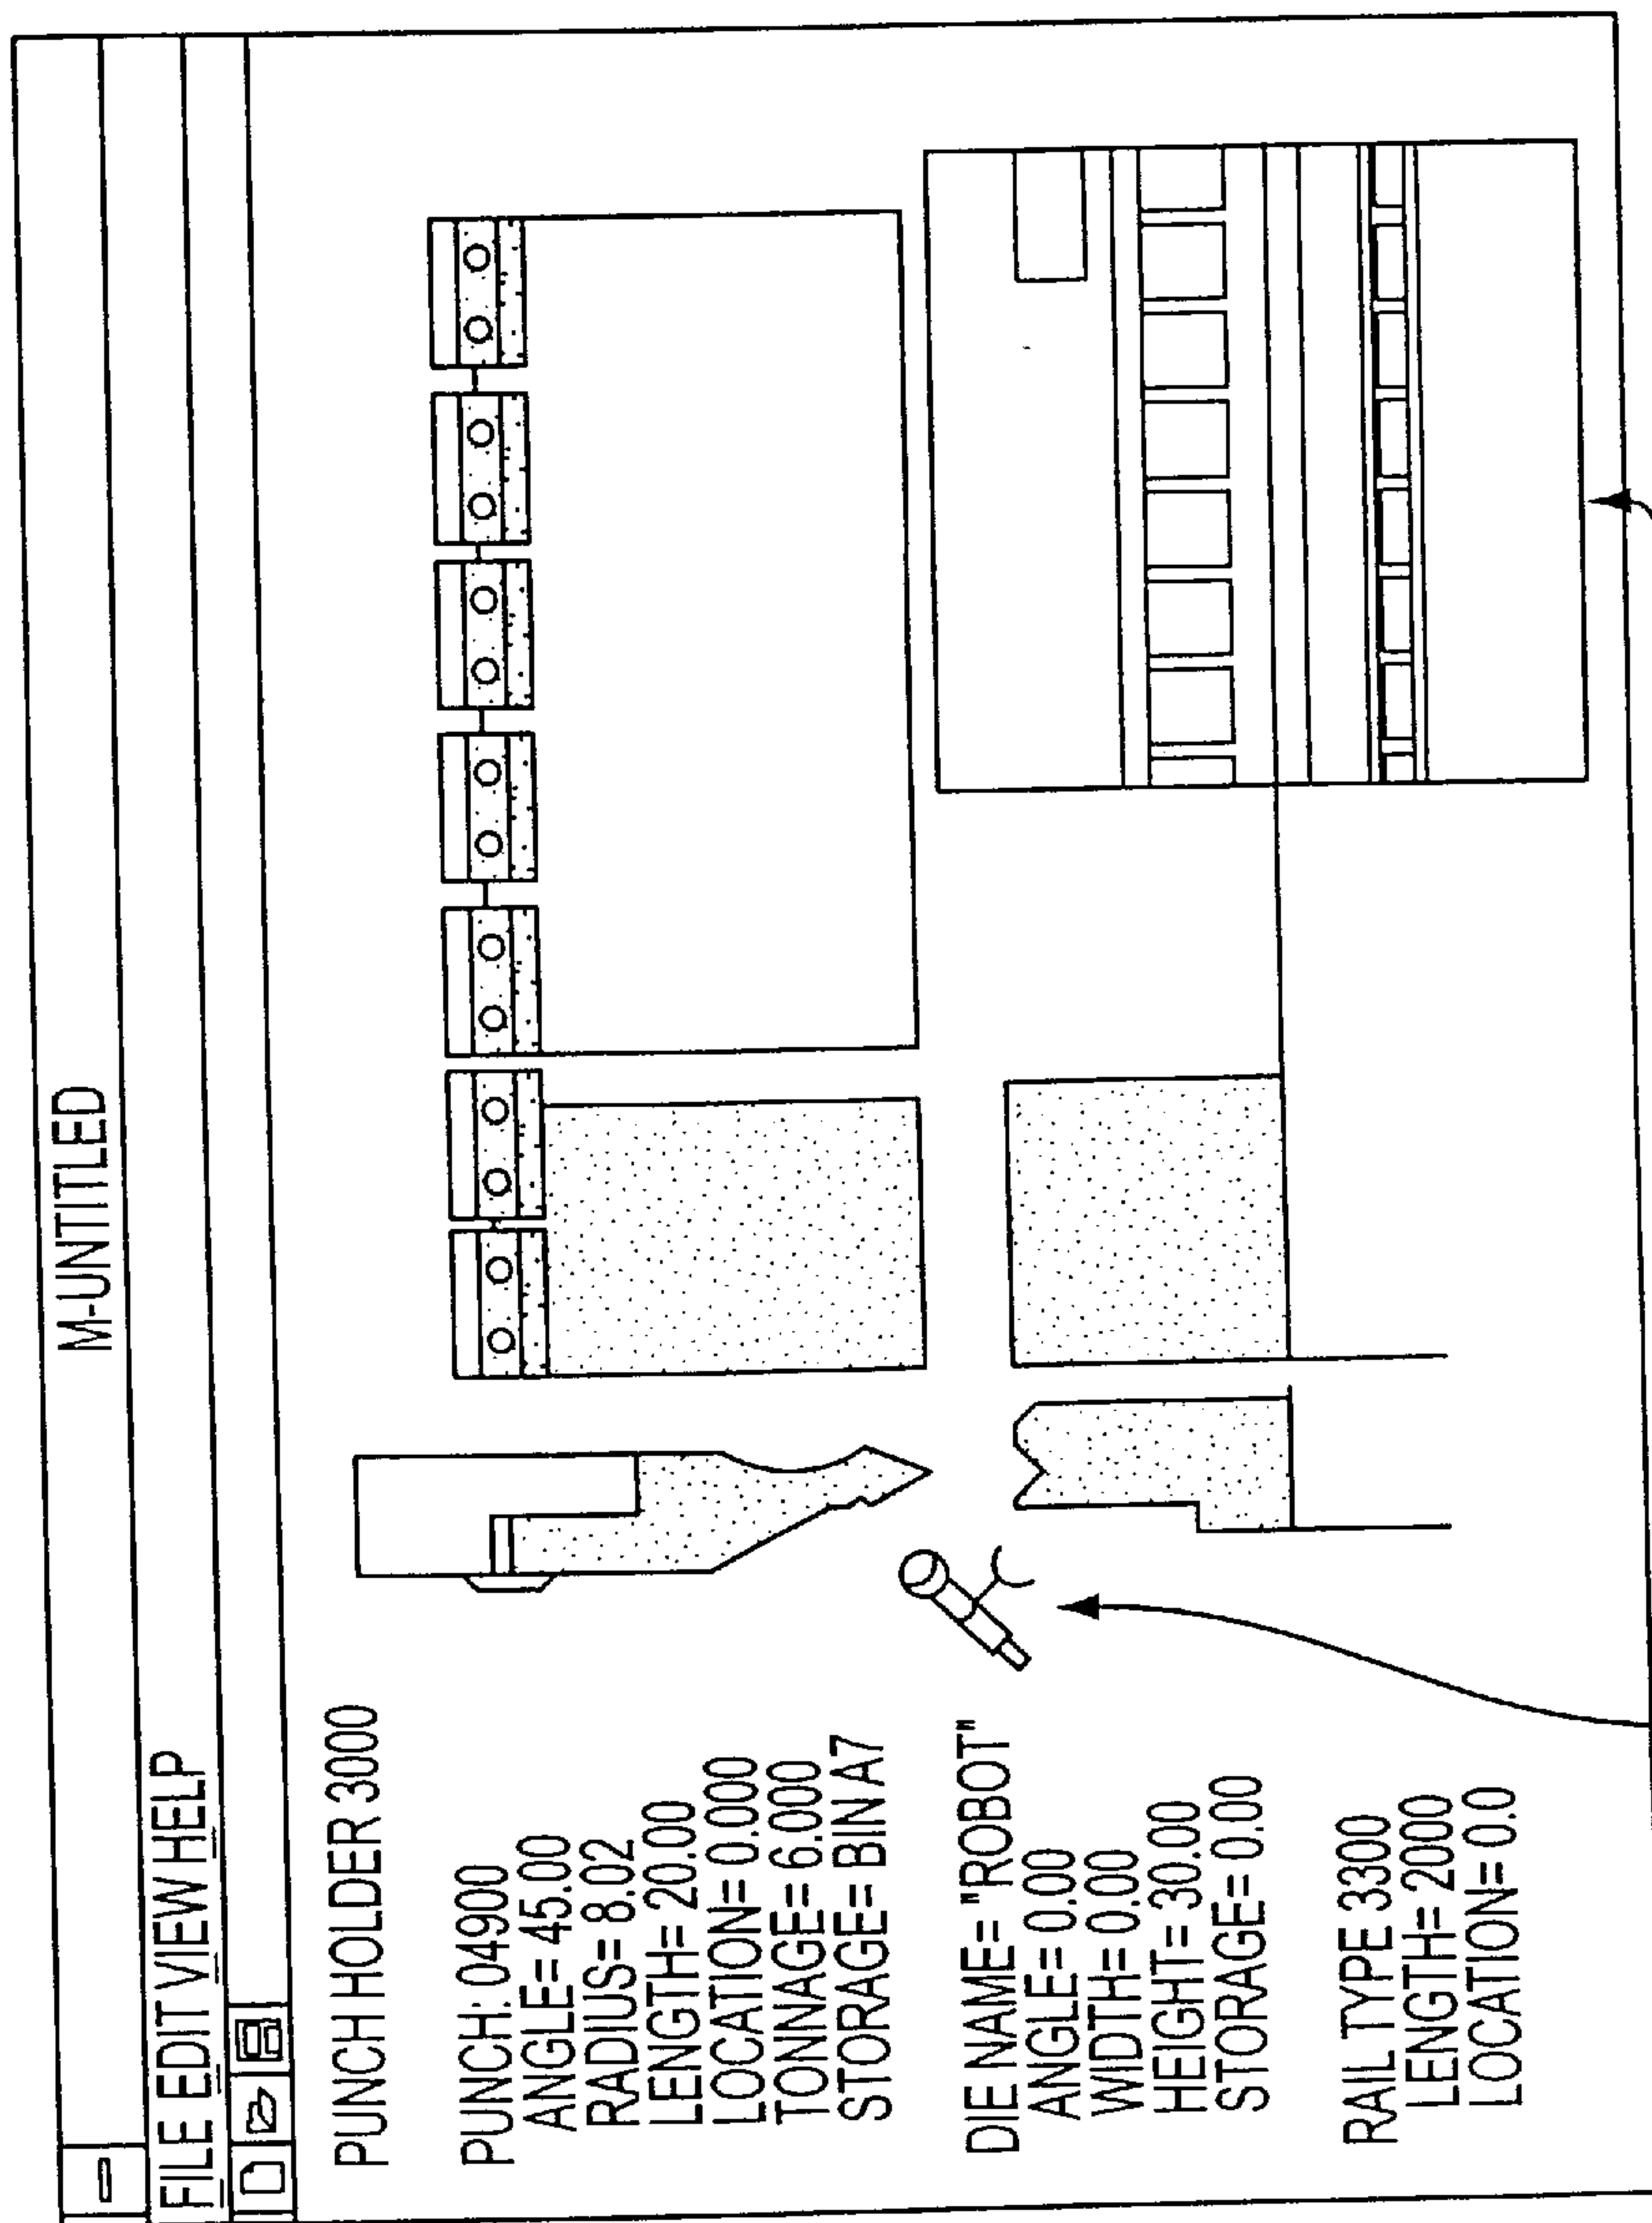 M-UNTITLED
FILE EDIT VIEW HELP
PUNCH HOLDER 3000
PUNCH: 04900
ANGLE= 45.00
RADIUS= 8.02
LENGTH= 20.00
LOCATION= 0.000
TONNAGE= 6.000
STORAGE= BIN A7
DIE NAME= "ROBOT"
ANGLE= 0.00
WIDTH= 0.00
HEIGHT= 30.00
STORAGE= 0.00
RAIL TYPE 3300
LENGTH= 2000
LOCATION= 0.0